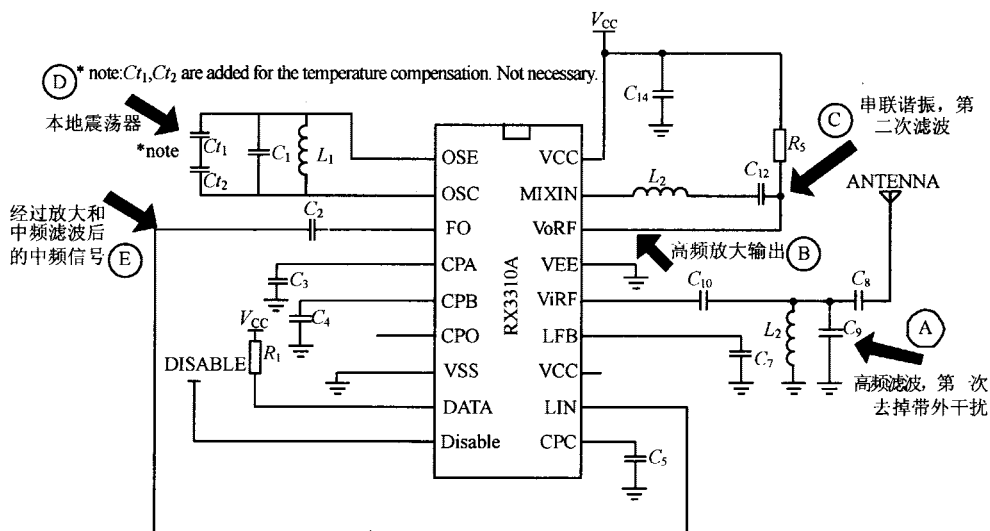 VCC
D * note:Ct1,Ct2 are added for the temperature compensation. Not necessary.
本地震荡器
*note
Ct1
Ct2
C1
L1
C14
R5
C 串联谐振，第
二次滤波
ANTENNA
OSE
VCC
OSC
MIXIN
L2
C12
经过放大和
中频滤波后
的中频信号 E
C2
FO
VoRF
高频放大输出 B
CPA
VEE
C3
C10
C8
CPB
ViRF
C4
L2
C9
A
VCC
R1
CPO
LFB
C7
DISABLE
VSS
VCC
高频滤波，第一次
去掉带外干扰
DATA
LIN
Disable
CPC
C5
RX3310A